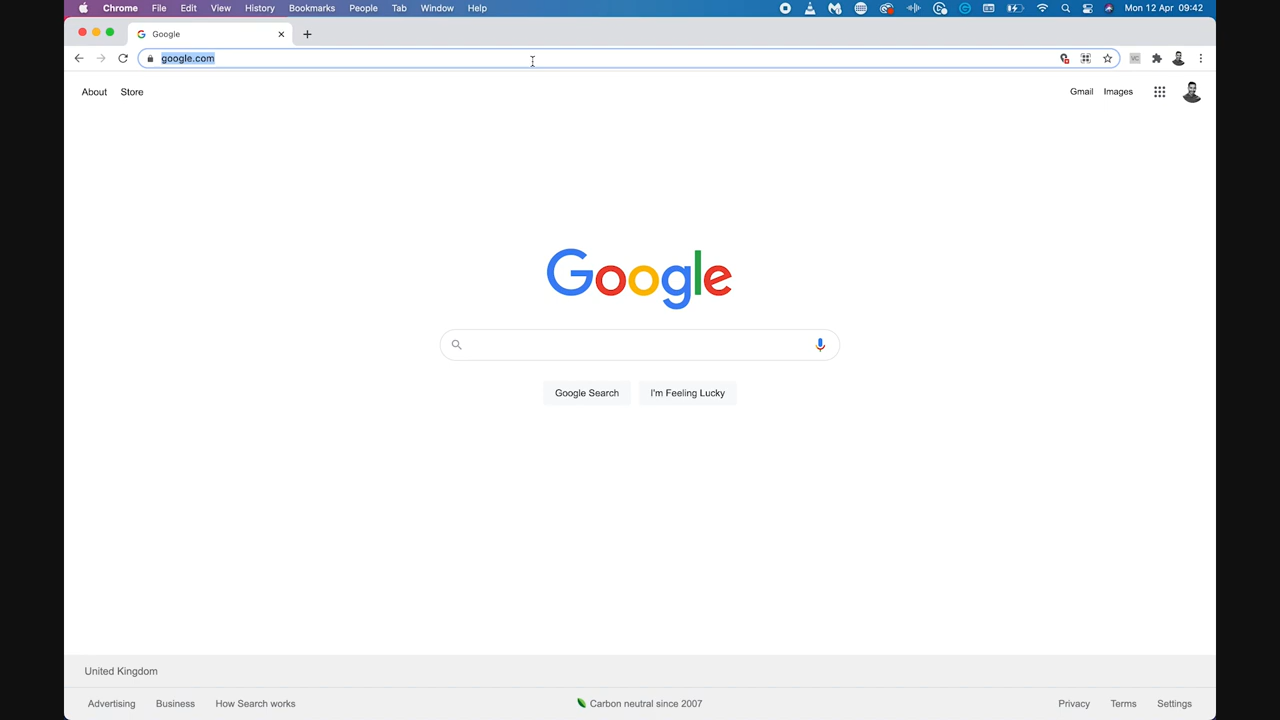 Chrome File Edit View History Bookmarks People Tab Window Help Mon 12 Apr 09:42
Google
google.com
About Store Gmail Images
Google
Google Search I'm Feeling Lucky
United Kingdom
Advertising Business How Search works Carbon neutral since 2007 Privacy Terms Settings